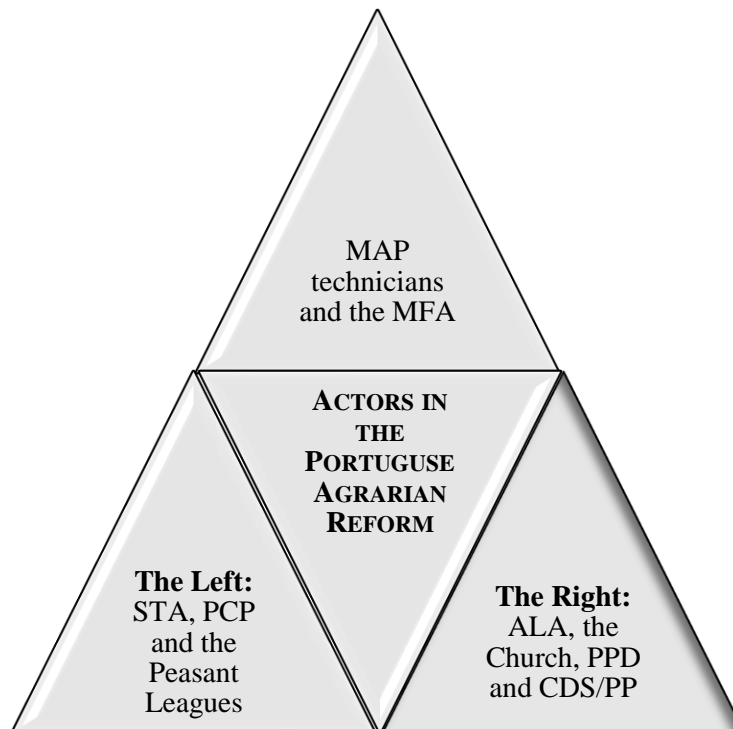 MAP
technicians
and the MFA
ACTORS IN
THE
PORTUGUSE
AGRARIAN
REFORM
The Left:
STA, PCP
and the
Peasant
Leagues
The Right:
ALA, the
Church, PPD
and CDS/PP